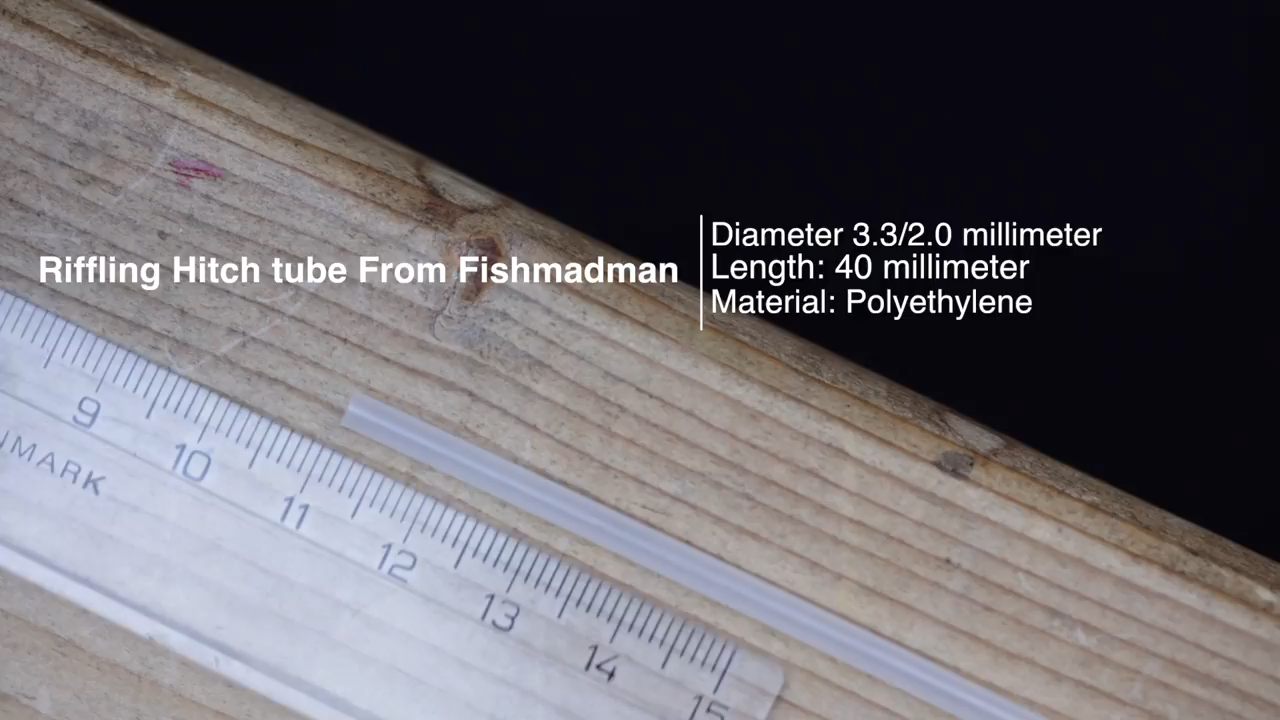 Riffling Hitch tube From Fishmadman
Diameter 3.3/2.0 millimeter
Length: 40 millimeter
Material: Polyethylene
9
10
11
12
13
14
15
MARK